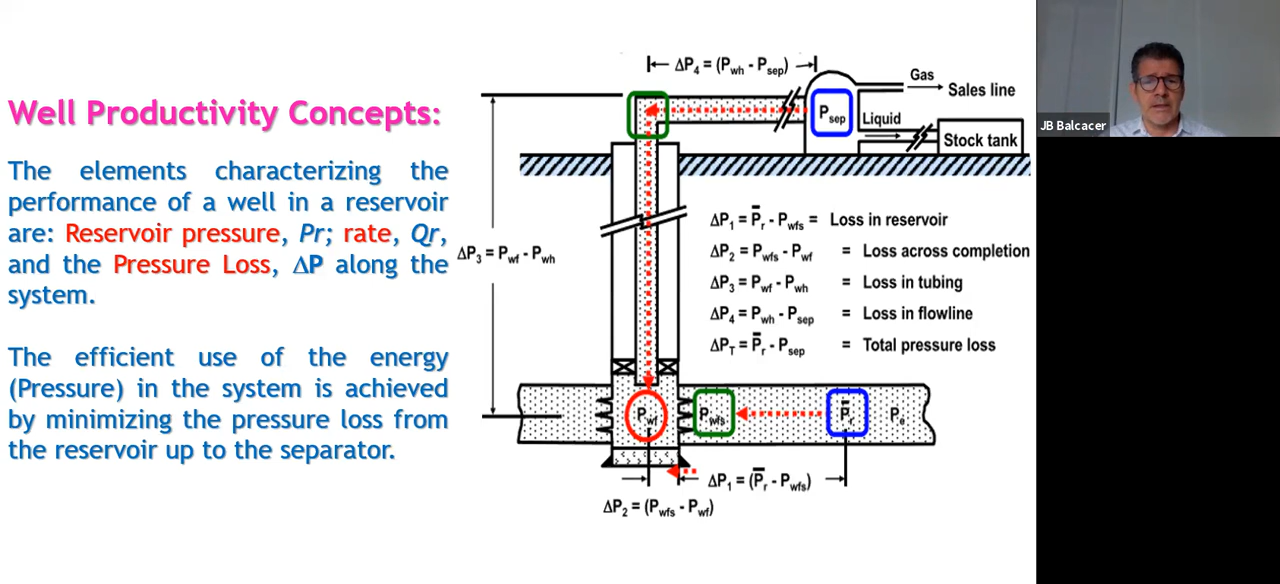 Well Productivity Concepts:
The elements characterizing the
performance of a well in a reservoir
are: Reservoir pressure, Pr; rate, Qr,
and the Pressure Loss, ΔP along the
system.
The efficient use of the energy
(Pressure) in the system is achieved
by minimizing the pressure loss from
the reservoir up to the separator.
ΔP₄ = (Pwh - Psep)
Gas
Sales line
Psep
Liquid
Stock tank
ΔP₃ = Pwf - Pwh
ΔP₁ = P̅r - Pwfs = Loss in reservoir
ΔP₂ = Pwfs - Pwf = Loss across completion
ΔP₃ = Pwf - Pwh = Loss in tubing
ΔP₄ = Pwh - Psep = Loss in flowline
ΔPT = P̅r - Psep = Total pressure loss
Pwf
Pwfs
P̅r
Pe
ΔP₁ = (P̅r - Pwfs)
ΔP₂ = (Pwfs - Pwf)
JB Balcacer